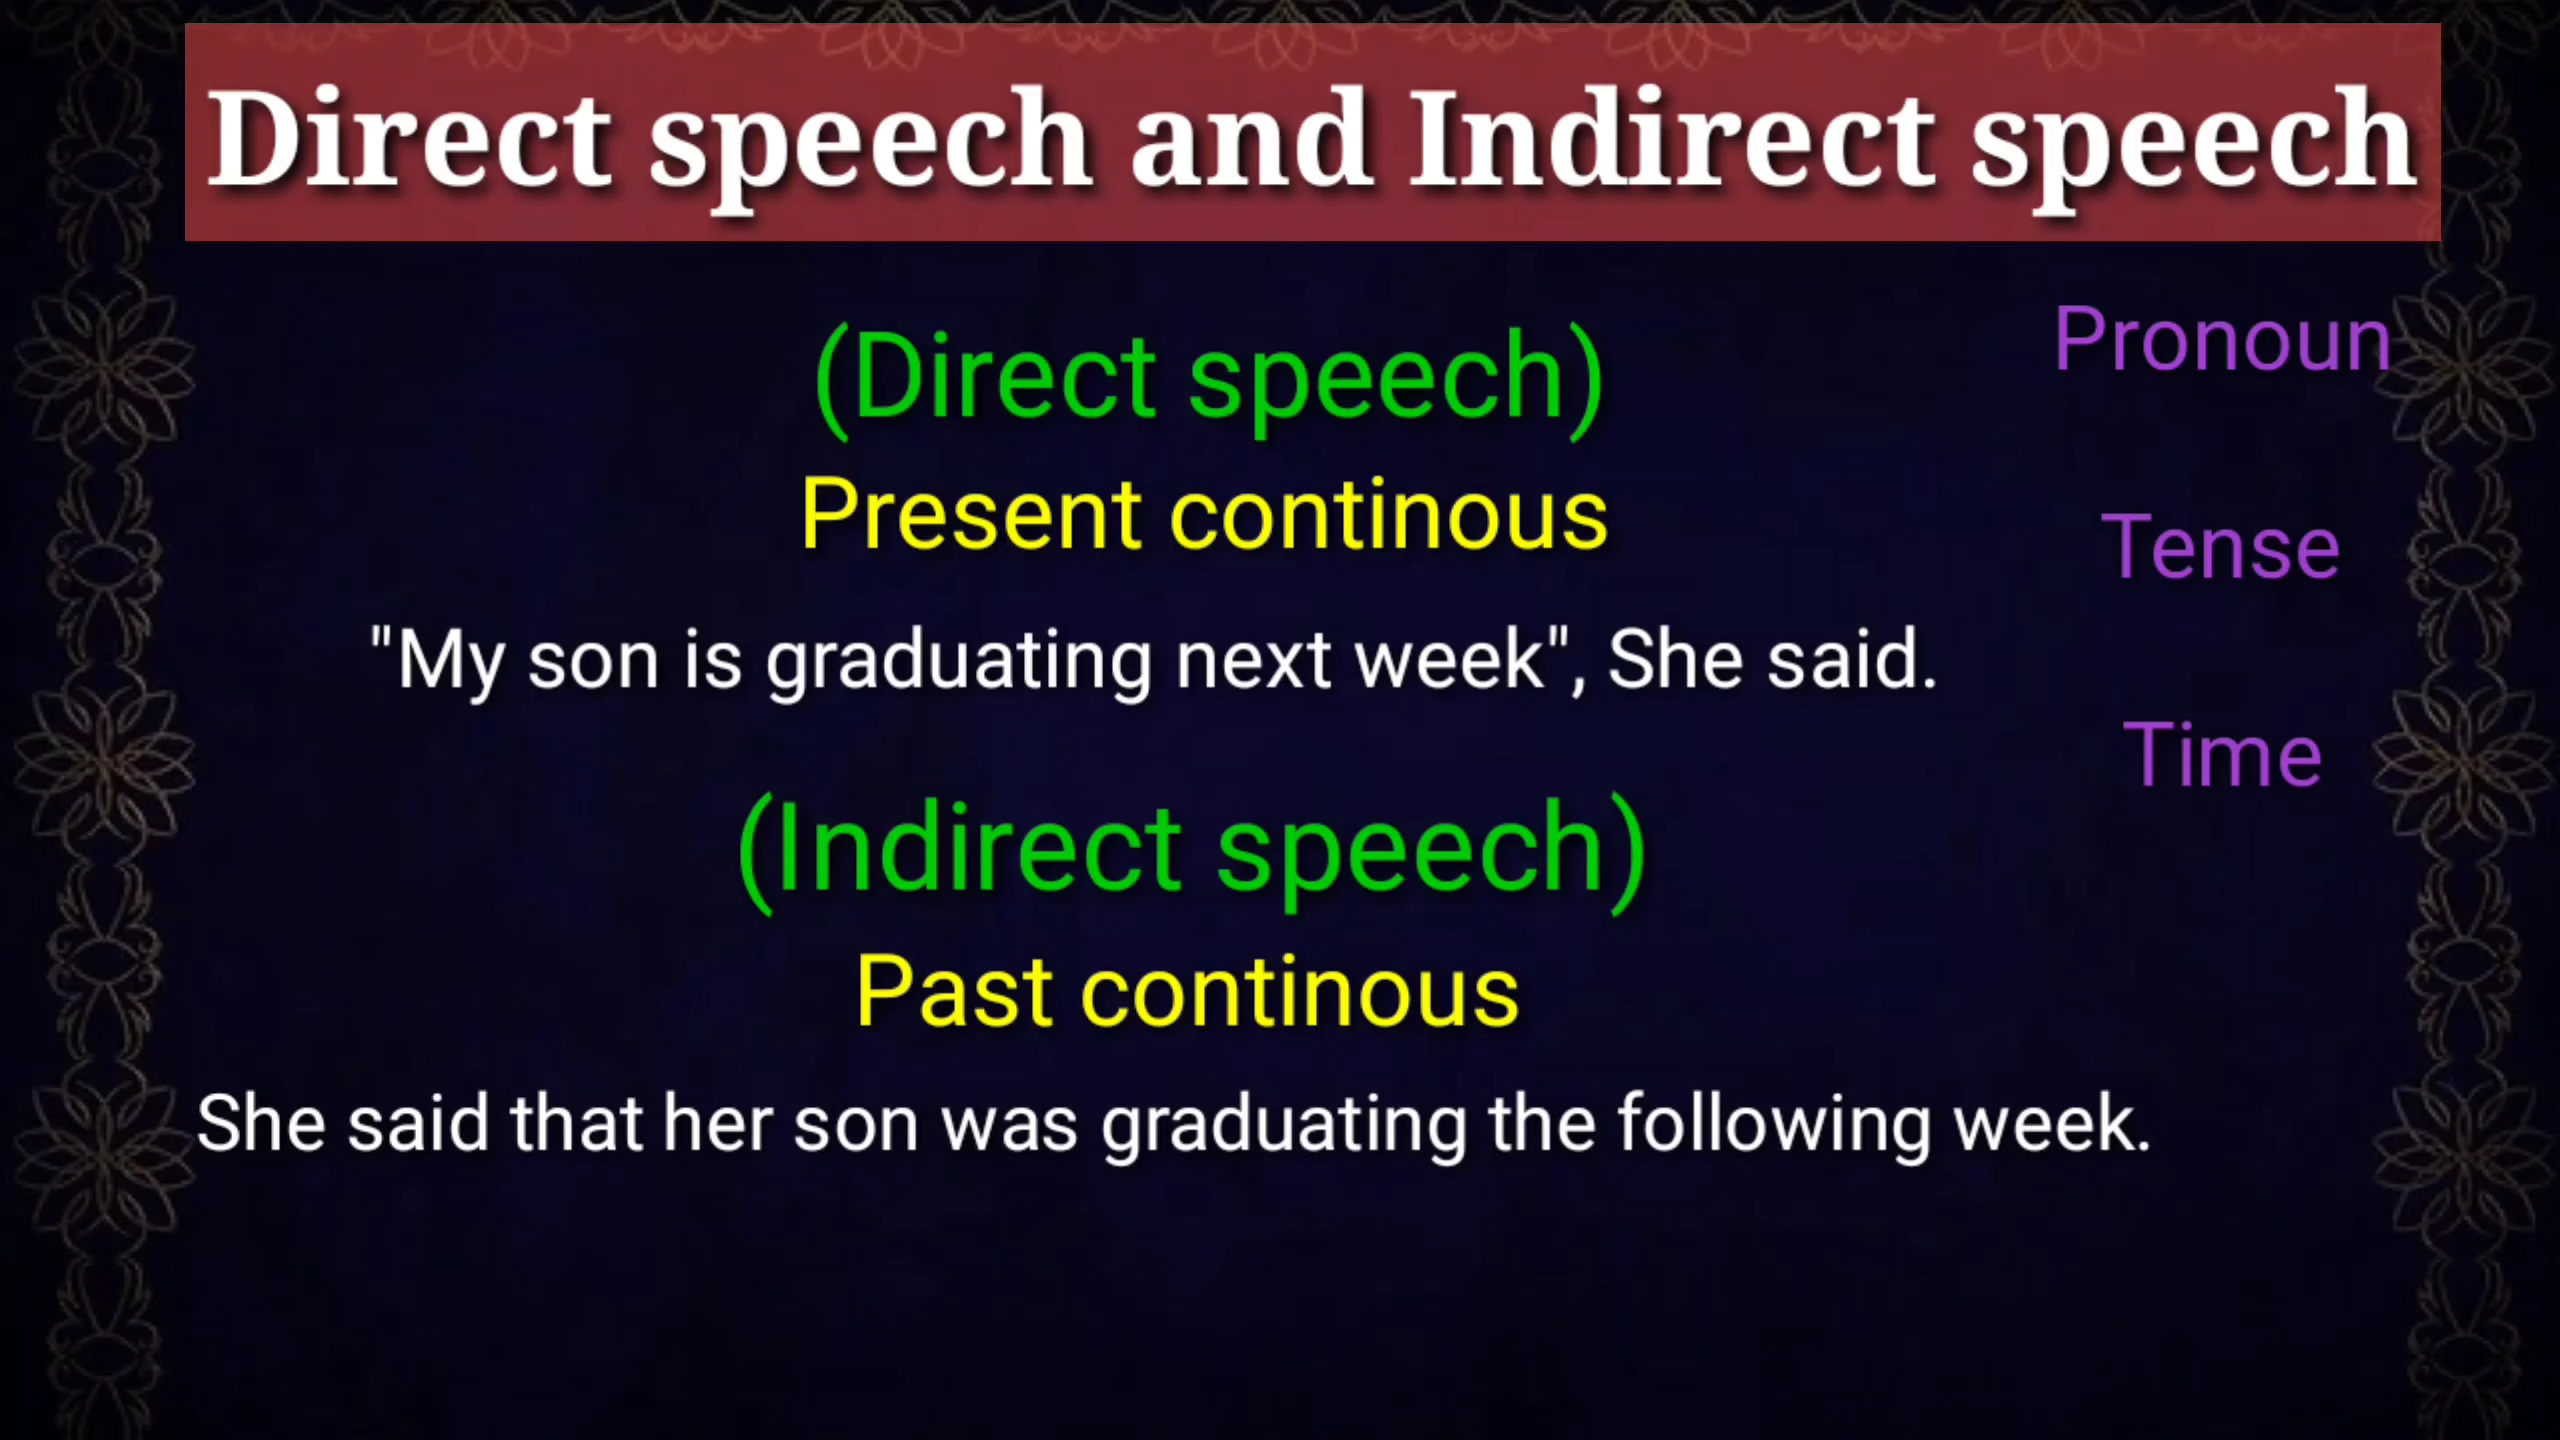 Direct speech and Indirect speech
(Direct speech)
Pronoun
Present continous
Tense
"My son is graduating next week", She said.
Time
(Indirect speech)
Past continous
She said that her son was graduating the following week.